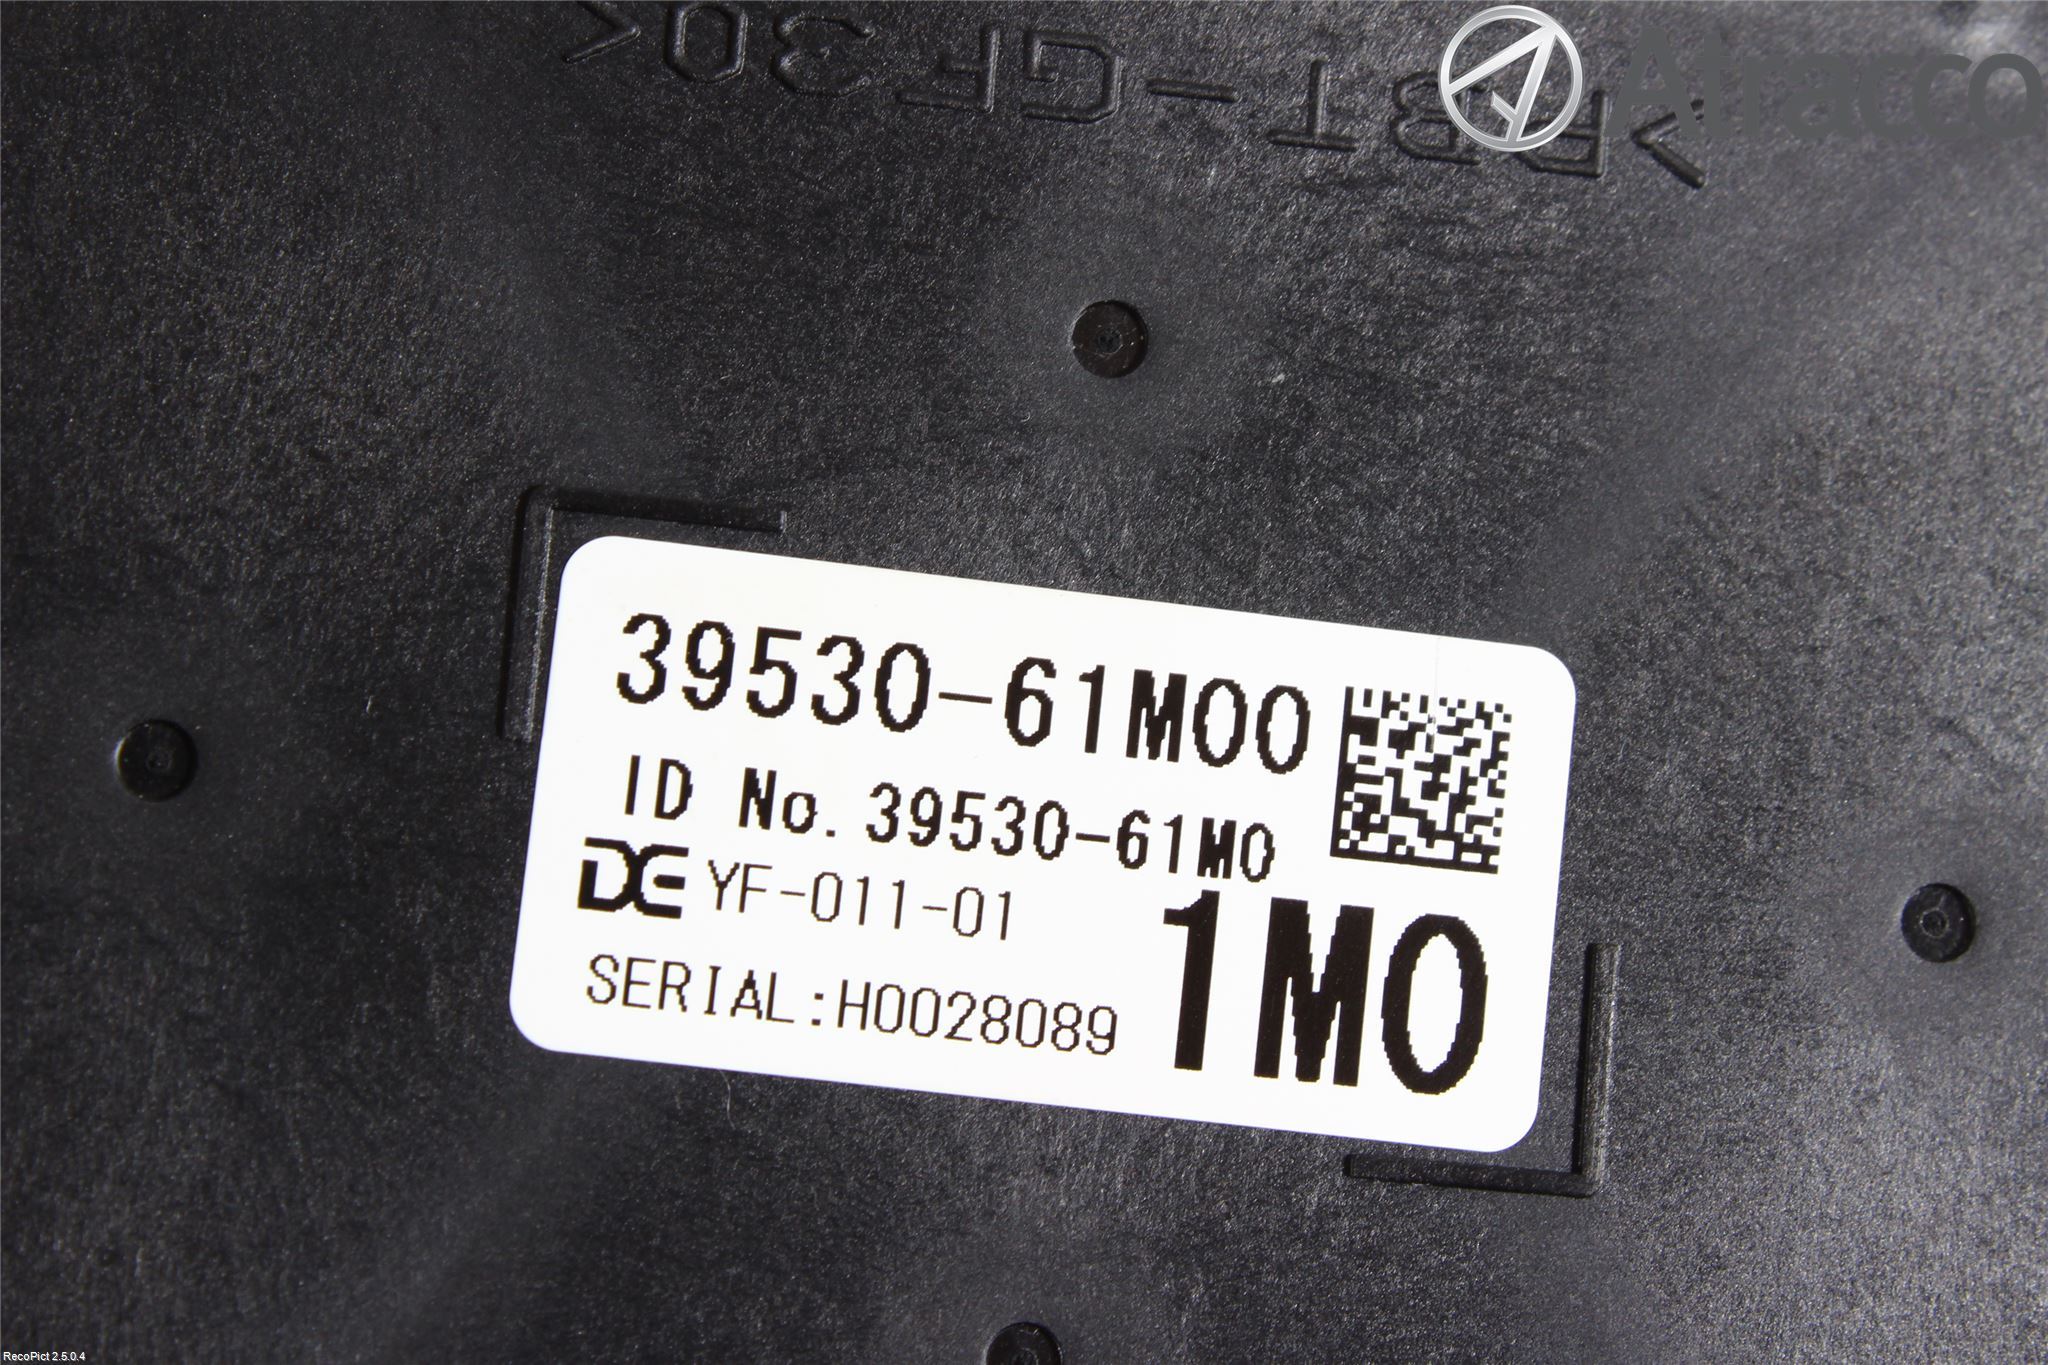 >PBT-GF30<
Atracco
39530-61M00
ID No. 39530-61M0
DE YF-011-01
SERIAL:H0028089
1M0
RecoPict 2.5.0.4